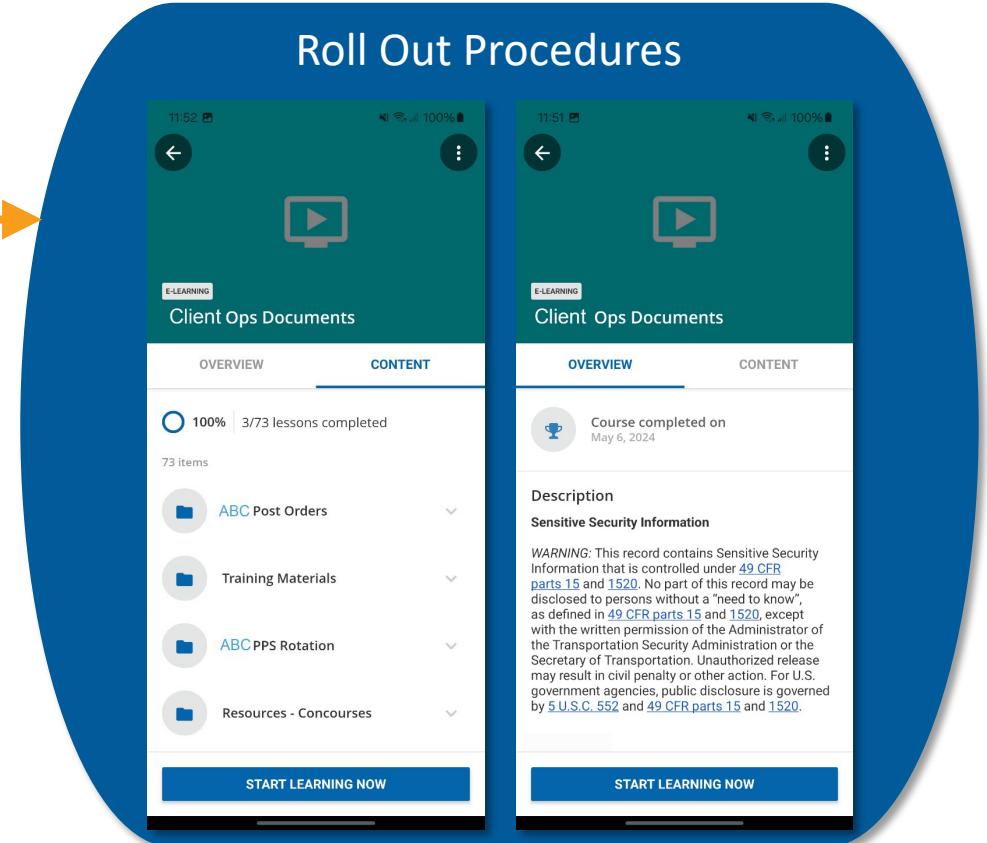 Roll Out Procedures
11:52 100%
E-LEARNING
Client Ops Documents
OVERVIEW CONTENT
100% 3/73 lessons completed
73 items
ABC Post Orders
Training Materials
ABC PPS Rotation
Resources - Concourses
START LEARNING NOW
11:51 100%
E-LEARNING
Client Ops Documents
OVERVIEW CONTENT
Course completed on
May 6, 2024
Description
Sensitive Security Information
WARNING: This record contains Sensitive Security
Information that is controlled under 49 CFR
parts 15 and 1520. No part of this record may be
disclosed to persons without a “need to know”,
as defined in 49 CFR parts 15 and 1520, except
with the written permission of the Administrator of
the Transportation Security Administration or the
Secretary of Transportation. Unauthorized release
may result in civil penalty or other action. For U.S.
government agencies, public disclosure is governed
by 5 U.S.C. 552 and 49 CFR parts 15 and 1520.
START LEARNING NOW